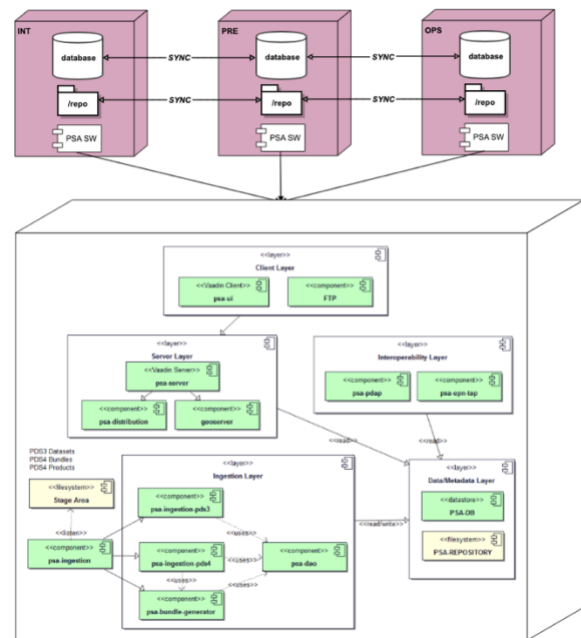 INT
PRE
OPS
database
SYNC
database
SYNC
database
/repo
SYNC
/repo
SYNC
/repo
PSA SW
PSA SW
PSA SW
<<layer>>
Client Layer
<<Vaadin Client>>
psa-ui
<<component>>
FTP
<<layer>>
Server Layer
<<Vaadin Server>>
psa-server
<<component>>
psa-distribution
<<component>>
geoserver
<<layer>>
Interoperability Layer
<<component>>
psa-pdap
<<component>>
psa-epn-tap
<<read>>
<<read>>
PDS3 Datasets
PDS4 Bundles
PDS4 Products
<<filesystem>>
Stage Area
<<listen>>
<<component>>
psa-ingestion
<<layer>>
Ingestion Layer
<<component>>
psa-ingestion-pds3
<<uses>>
<<component>>
psa-ingestion-pds4
<<uses>>
<<component>>
psa-dao
<<uses>>
<<uses>>
<<component>>
psa-bundle-generator
<<read/write>>
<<layer>>
Data/Metadata Layer
<<datastore>>
PSA-DB
<<filesystem>>
PSA-REPOSITORY